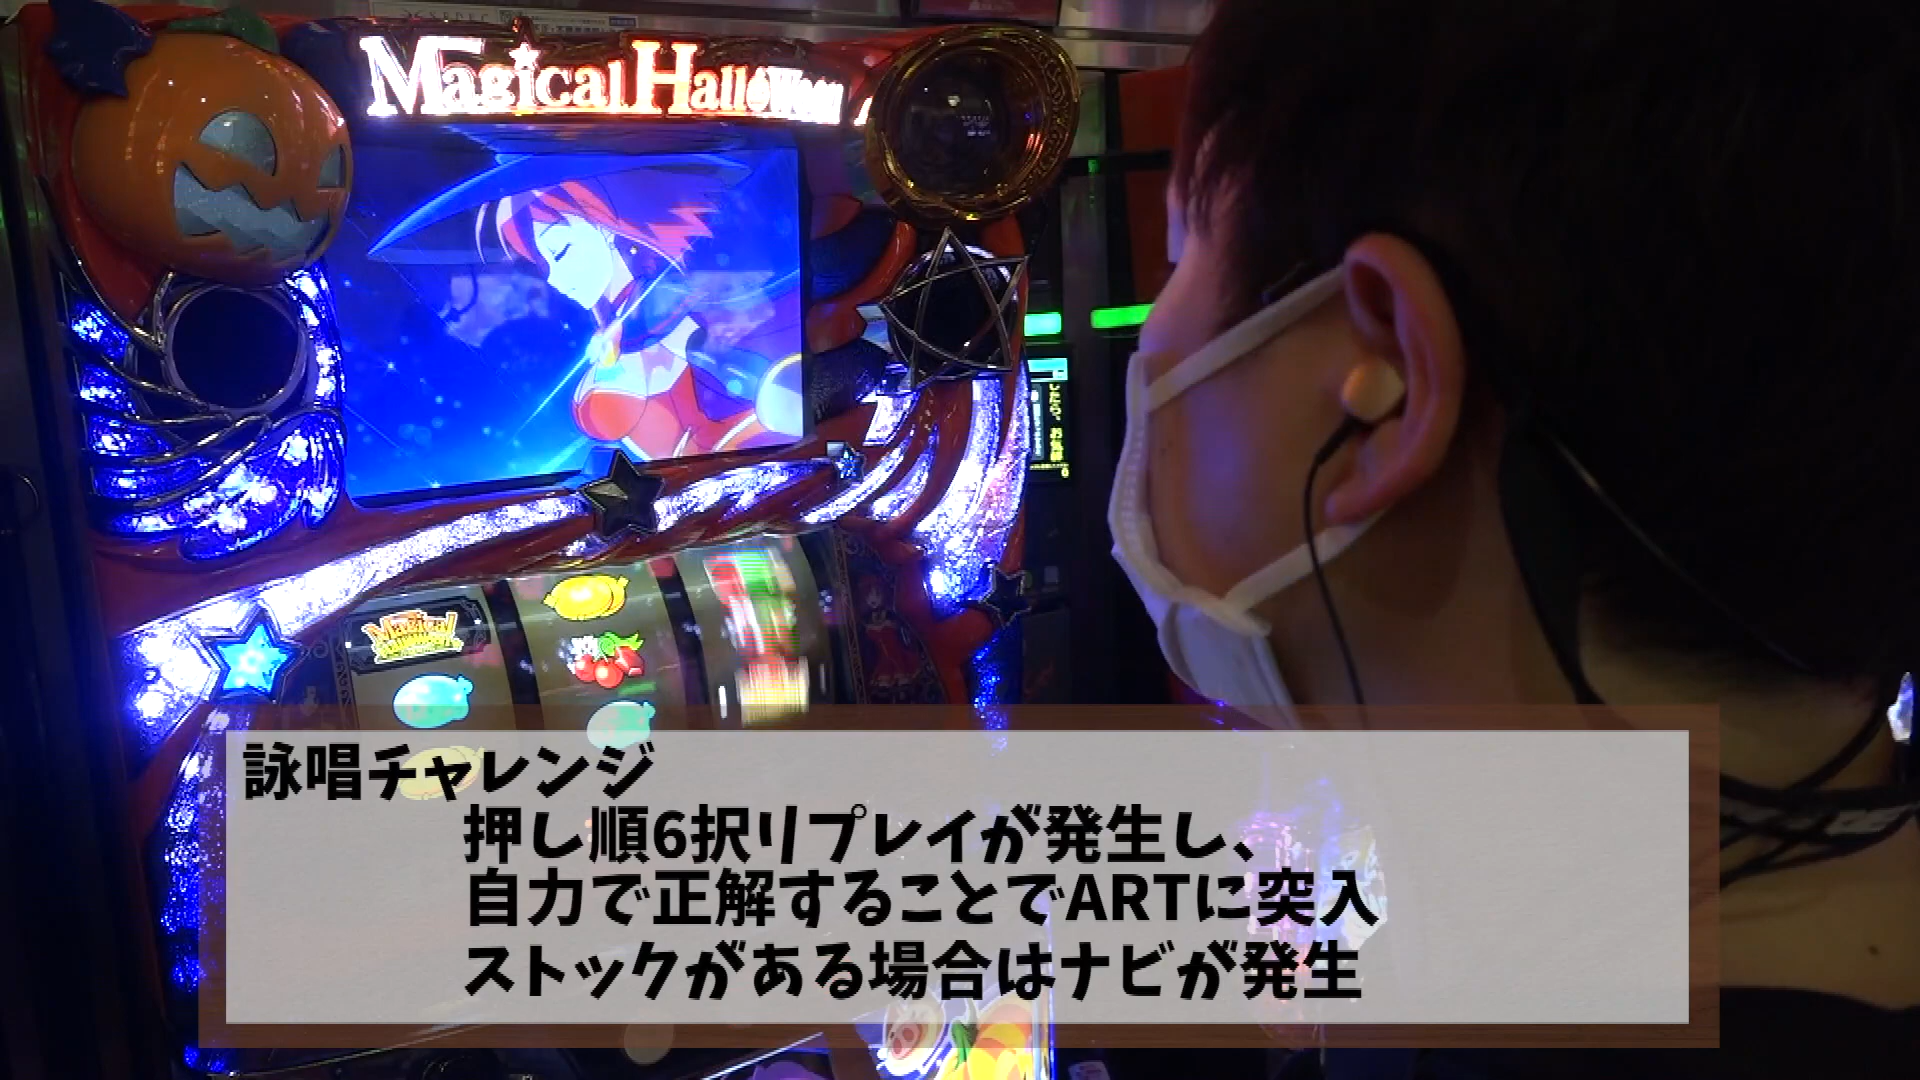 Magical Halloween
Magical
詠唱チャレンジ
押し順6択リプレイが発生し、
自力で正解することでARTに突入
ストックがある場合はナビが発生